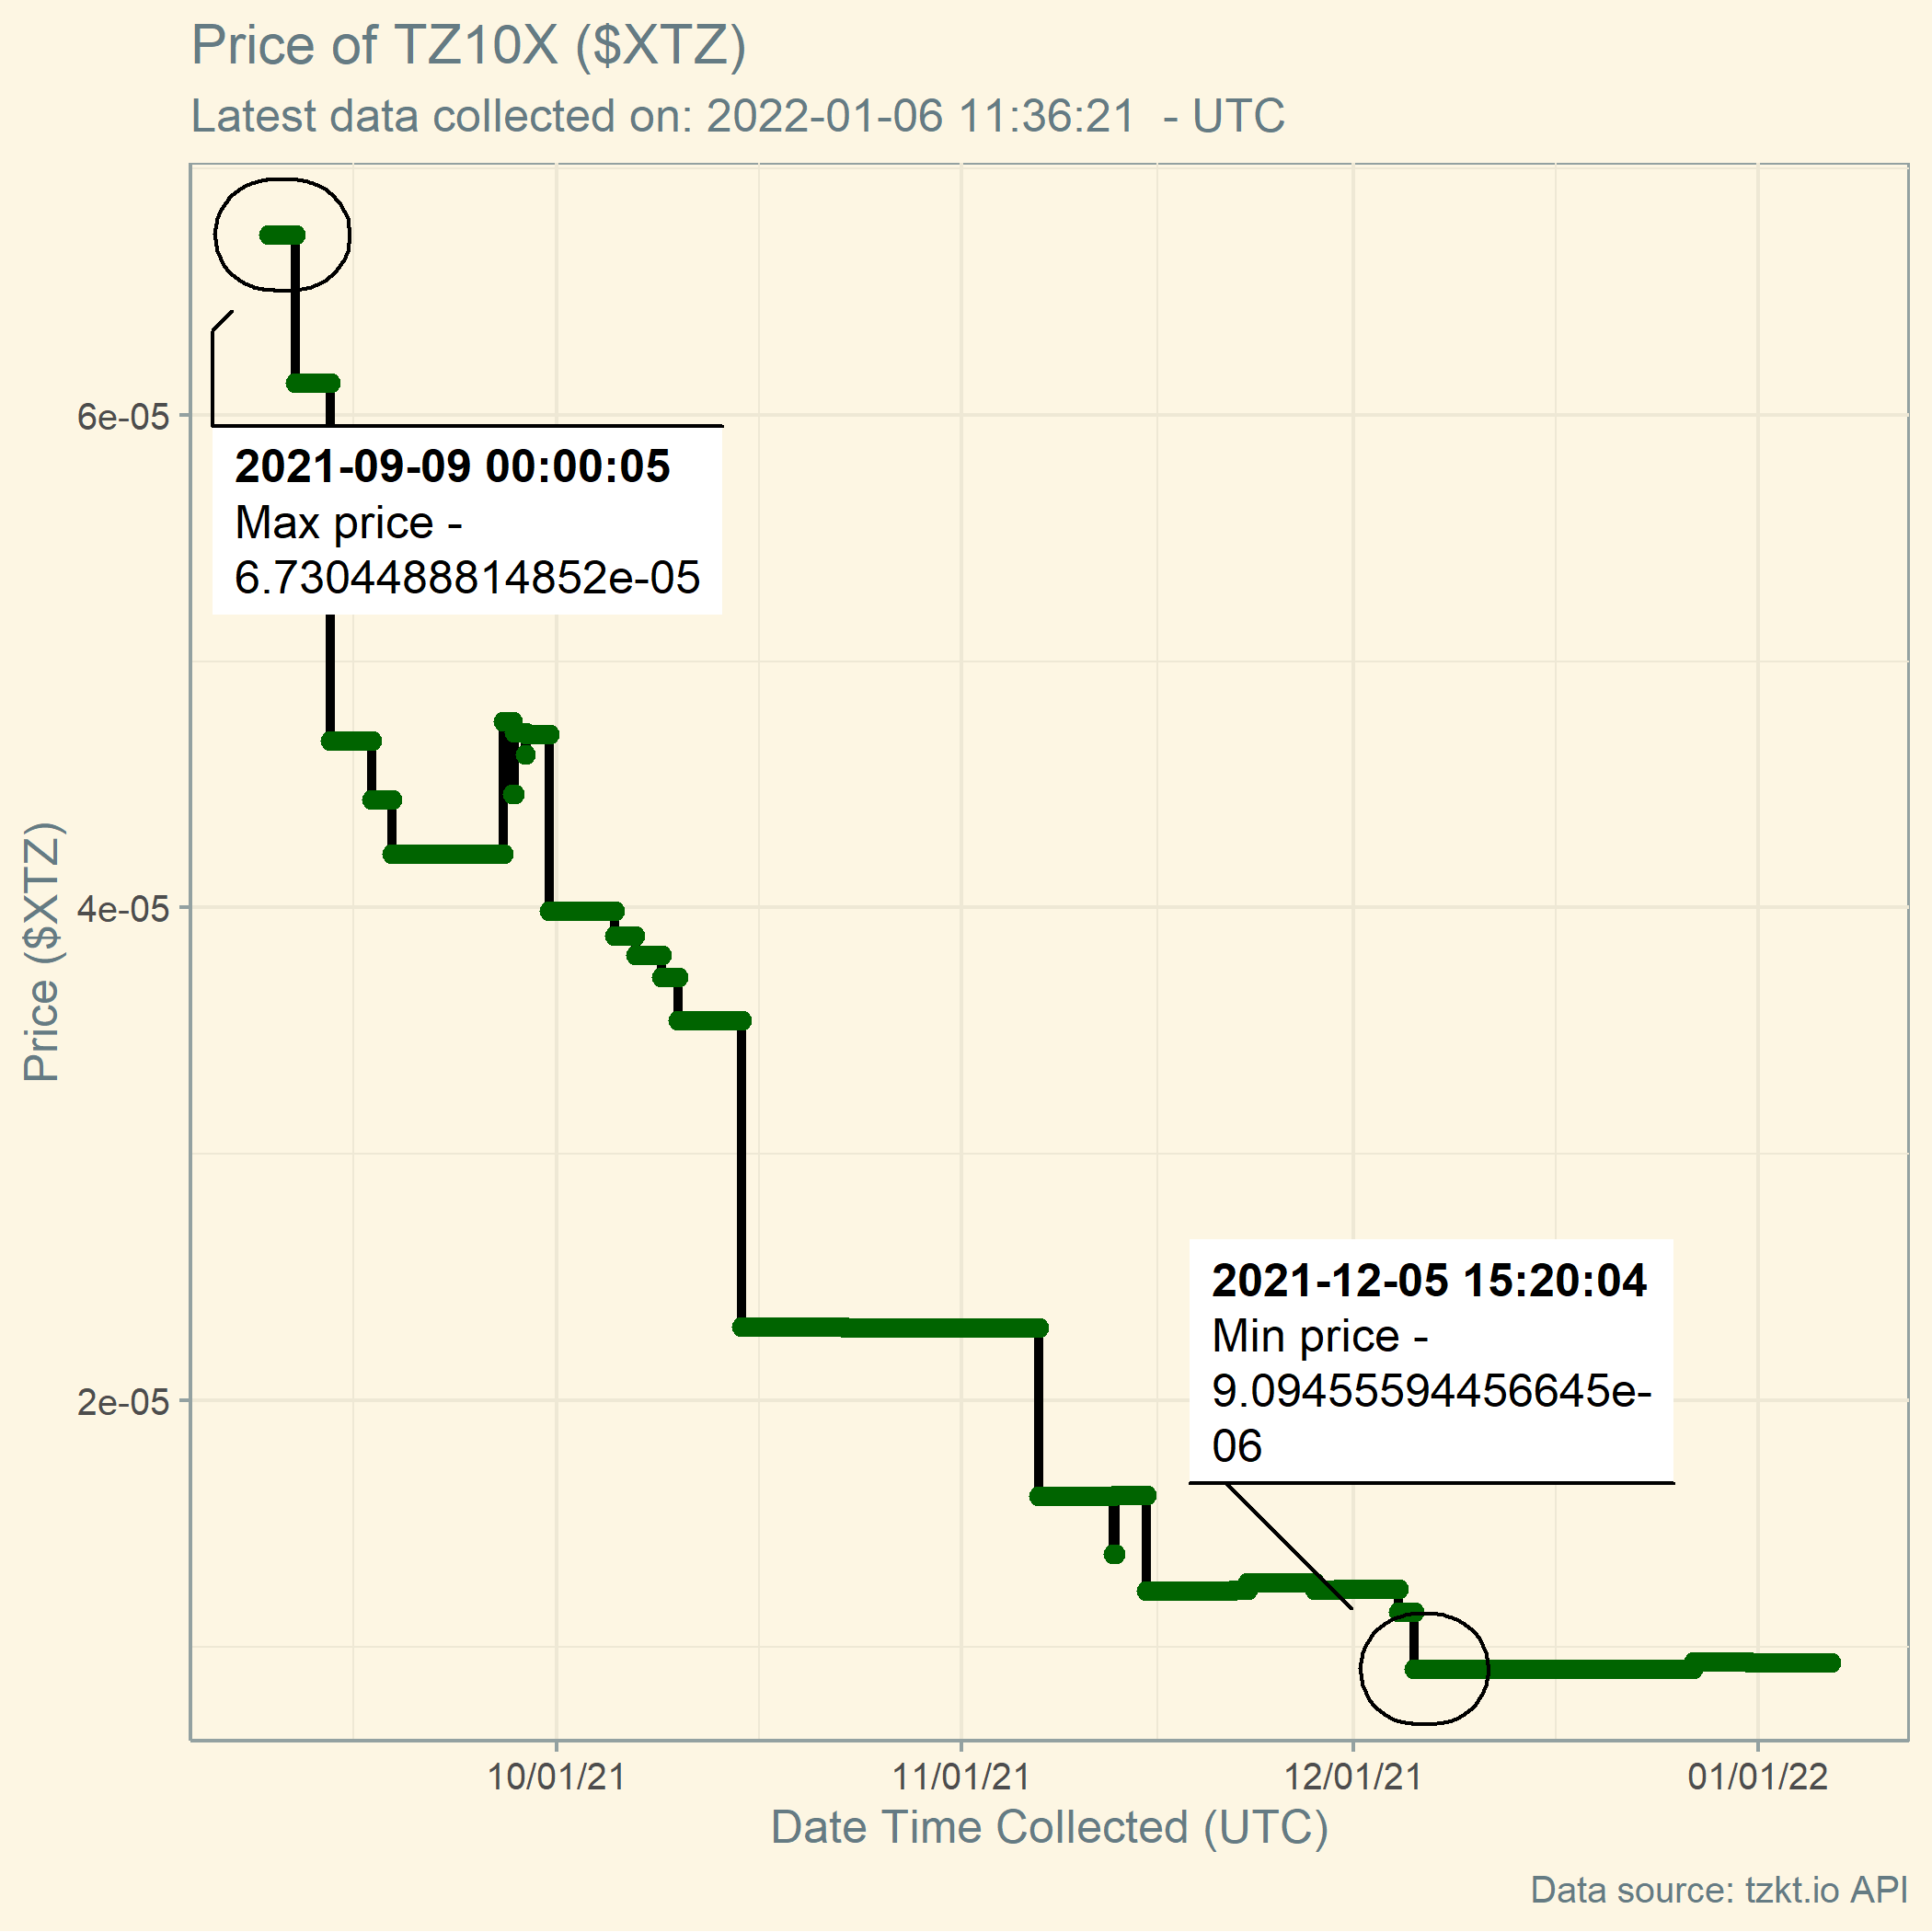 Price of TZ10X ($XTZ)
Latest data collected on: 2022-01-06 11:36:21  - UTC
6e-05
2021-09-09 00:00:05
Max price -
6.7304488814852e-05
Price ($XTZ)
4e-05
2021-12-05 15:20:04
Min price -
9.09455594456645e-
06
2e-05
10/01/21
11/01/21
12/01/21
01/01/22
Date Time Collected (UTC)
Data source: tzkt.io API